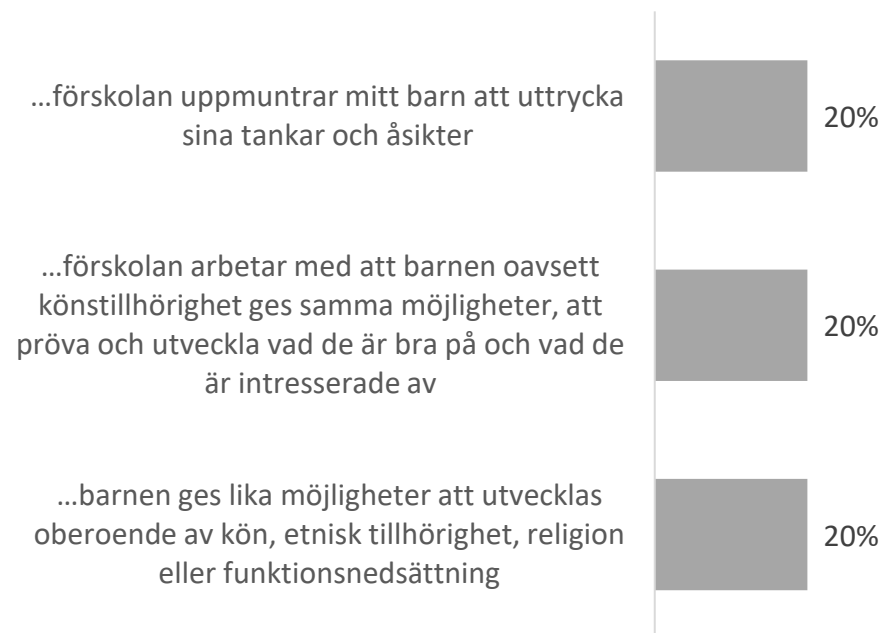 …förskolan uppmuntrar mitt barn att uttrycka
sina tankar och åsikter
20%
…förskolan arbetar med att barnen oavsett
könstillhörighet ges samma möjligheter, att
pröva och utveckla vad de är bra på och vad de
är intresserade av
20%
…barnen ges lika möjligheter att utvecklas
oberoende av kön, etnisk tillhörighet, religion
eller funktionsnedsättning
20%